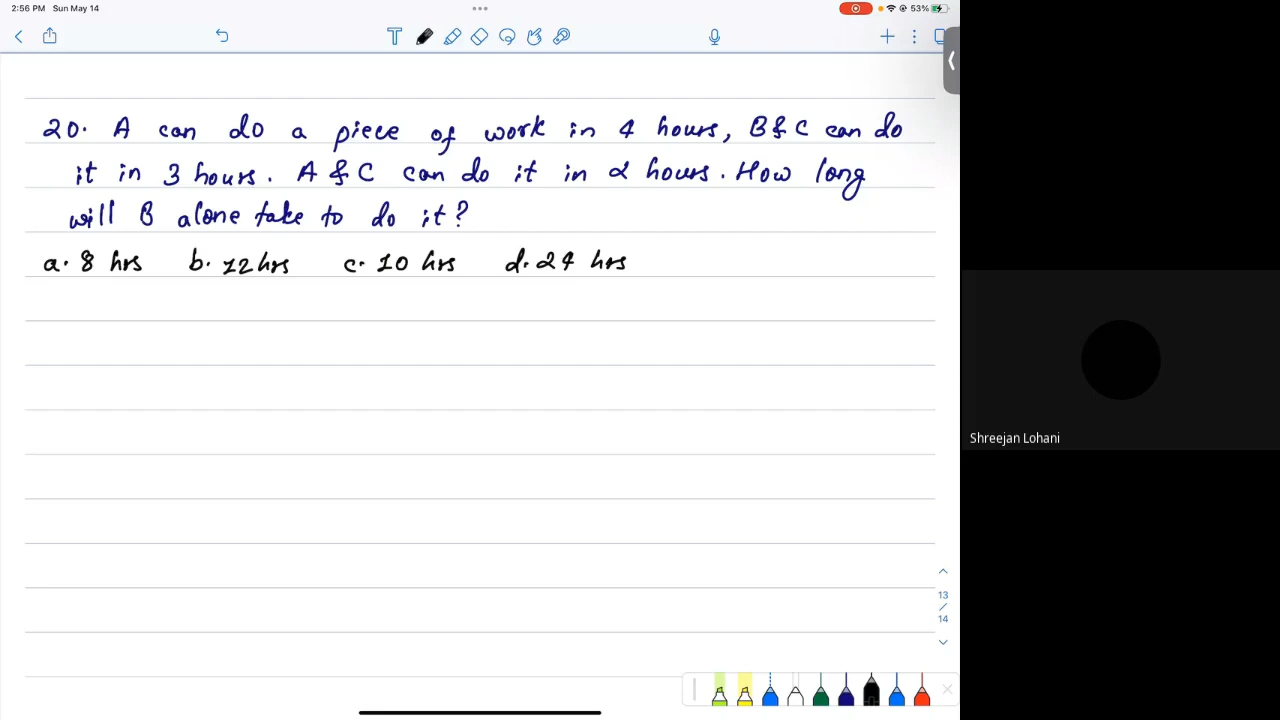 2:56 PM Sun May 14
53%
20. A can do a piece of work in 4 hours, B & C can do
it in 3 hours. A & C can do it in 2 hours. How long
will B alone take to do it?
a. 8 hrs b. 12 hrs c. 10 hrs d. 24 hrs
Shreejan Lohani
13
/
14